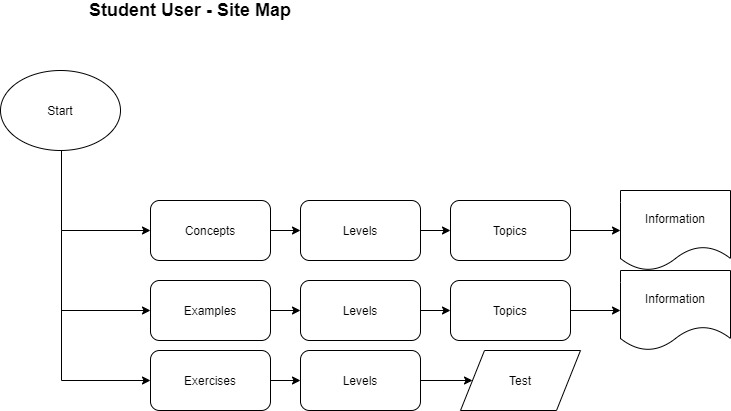 Student User - Site Map
Start
Concepts
Levels
Topics
Information
Examples
Levels
Topics
Information
Exercises
Levels
Test